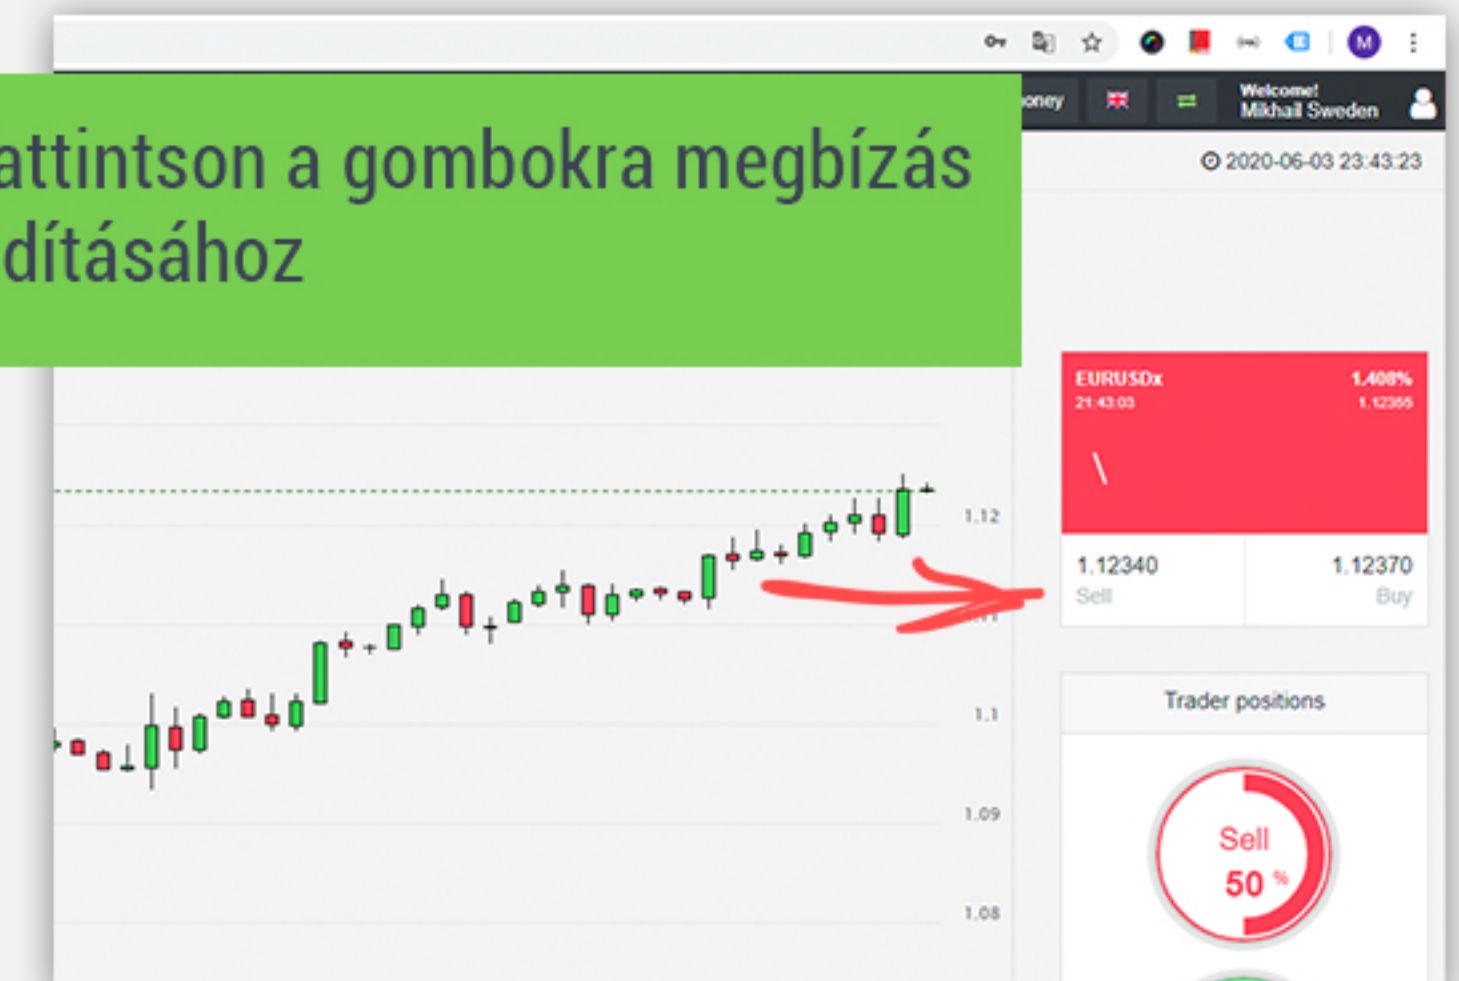 M
oney
Welcome!
Mikhail Sweden
attintson a gombokra megbízás
dításához
2020-06-03 23:43:23
EURUSDx
1.408%
21:43:03
1.12355
1.12
1.12340
1.12370
Sell
Buy
Trader positions
1.1
1.09
Sell
50 %
1.08